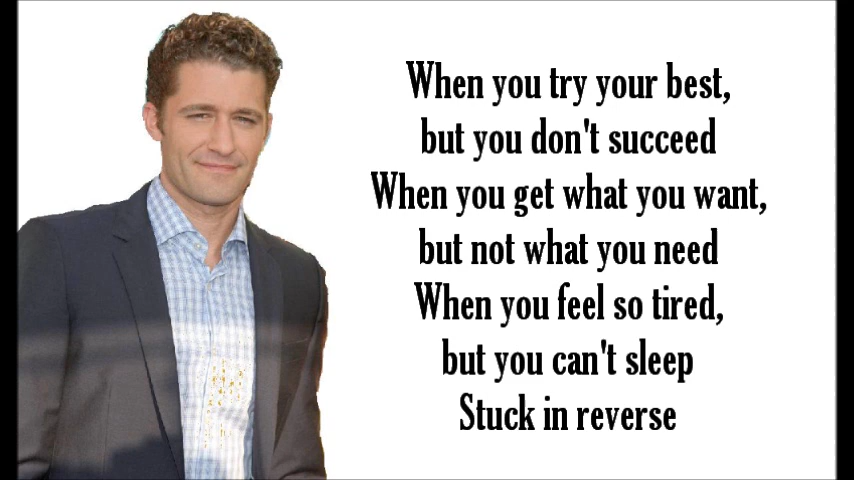 When you try your best,
but you don't succeed
When you get what you want,
but not what you need
When you feel so tired,
but you can't sleep
Stuck in reverse